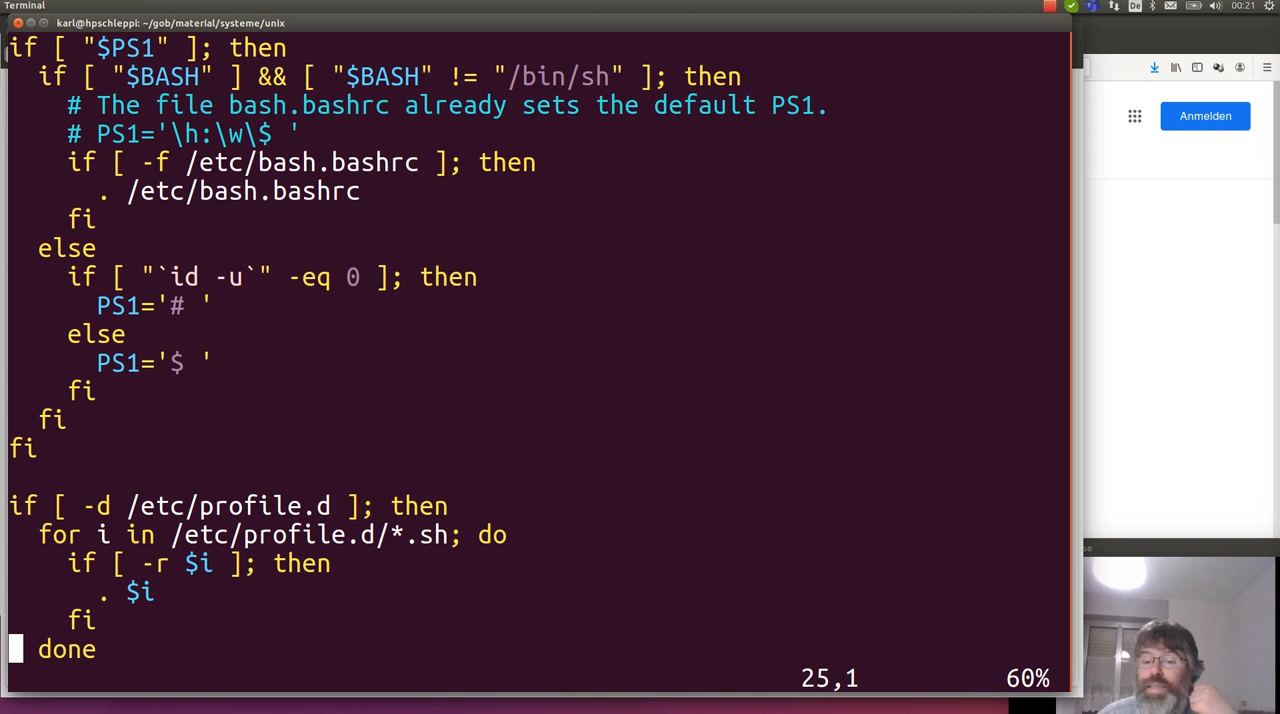 Terminal
De
00:21
karl@hpschleppi: ~/gob/material/systeme/unix
if [ "$PS1" ]; then
  if [ "$BASH" ] && [ "$BASH" != "/bin/sh" ]; then
    # The file bash.bashrc already sets the default PS1.
    # PS1='\h:\w\$ '
    if [ -f /etc/bash.bashrc ]; then
      . /etc/bash.bashrc
    fi
  else
    if [ "`id -u`" -eq 0 ]; then
      PS1='# '
    else
      PS1='$ '
    fi
  fi
fi

if [ -d /etc/profile.d ]; then
  for i in /etc/profile.d/*.sh; do
    if [ -r $i ]; then
      . $i
    fi
  done
25,1
60%
Anmelden